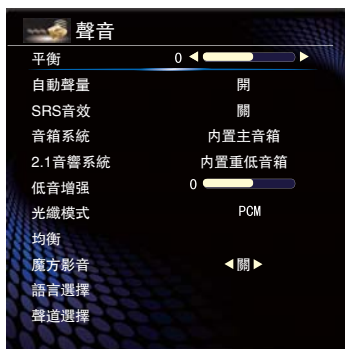 聲音
平衡 0
自動聲量 開
SRS音效 關
音箱系統 内置主音箱
2.1音響系統 内置重低音箱
低音增强 0
光纖模式 PCM
均衡
魔方影音 關
語言選擇
聲道選擇